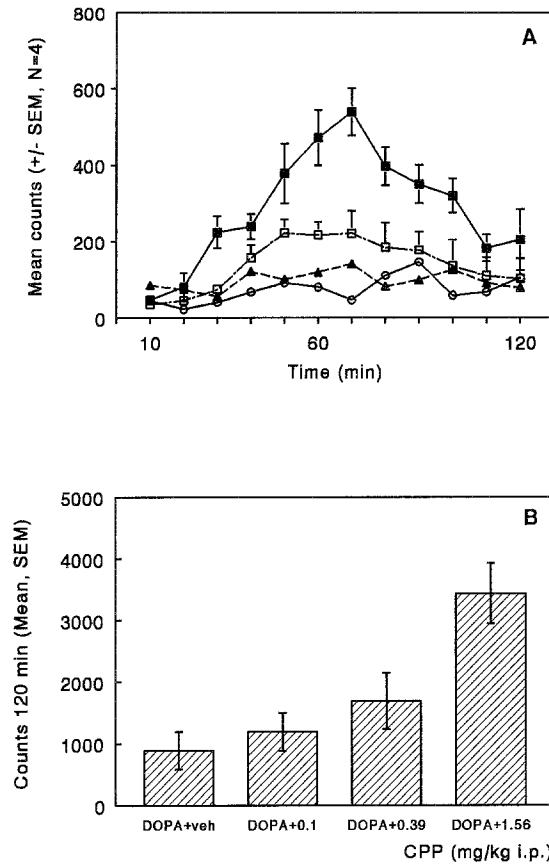 A
Mean counts (+/- SEM, N=4)
800
600
400
200
0
10
60
120
Time (min)
B
Counts 120 min (Mean, SEM)
5000
4000
3000
2000
1000
0
DOPA+veh
DOPA+0.1
DOPA+0.39
DOPA+1.56
CPP (mg/kg i.p.)